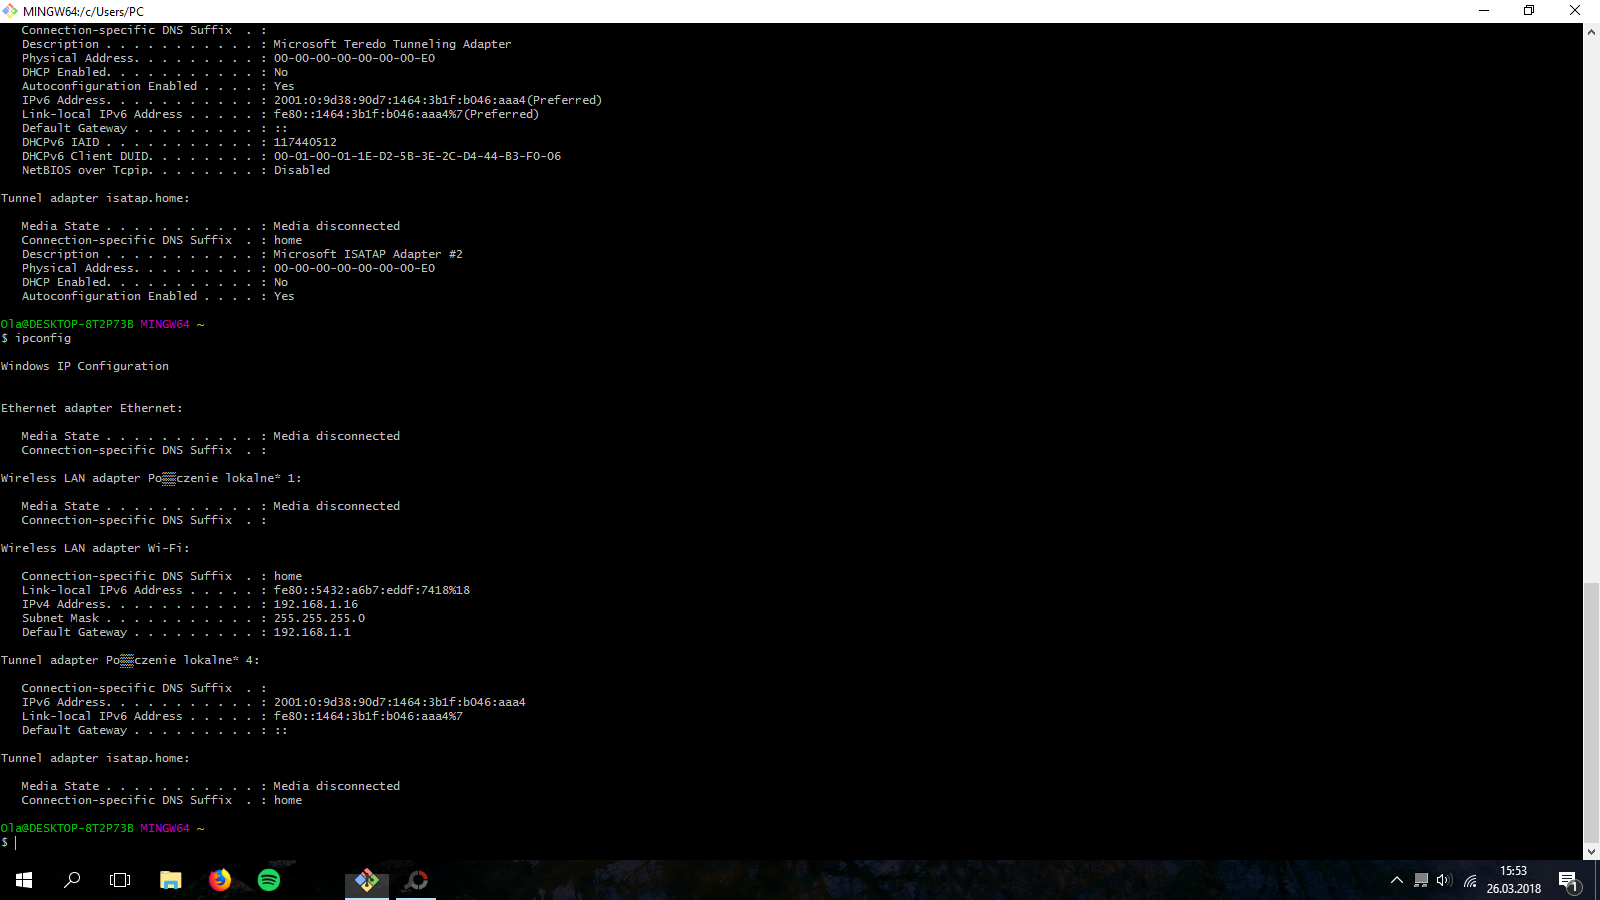 MINGW64:/c/Users/PC
Connection-specific DNS Suffix  . :
Description . . . . . . . . . . . : Microsoft Teredo Tunneling Adapter
Physical Address. . . . . . . . . : 00-00-00-00-00-00-00-E0
DHCP Enabled. . . . . . . . . . . : No
Autoconfiguration Enabled . . . . : Yes
IPv6 Address. . . . . . . . . . . : 2001:0:9d38:90d7:1464:3b1f:b046:aaa4(Preferred)
Link-local IPv6 Address . . . . . : fe80::1464:3b1f:b046:aaa4%7(Preferred)
Default Gateway . . . . . . . . . : ::
DHCPv6 IAID . . . . . . . . . . . : 117440512
DHCPv6 Client DUID. . . . . . . . : 00-01-00-01-1E-D2-5B-3E-2C-D4-44-B3-F0-06
NetBIOS over Tcpip. . . . . . . . : Disabled
Tunnel adapter isatap.home:
Media State . . . . . . . . . . . : Media disconnected
Connection-specific DNS Suffix  . : home
Description . . . . . . . . . . . : Microsoft ISATAP Adapter #2
Physical Address. . . . . . . . . : 00-00-00-00-00-00-00-E0
DHCP Enabled. . . . . . . . . . . : No
Autoconfiguration Enabled . . . . : Yes
Ola@DESKTOP-8T2P73B MINGW64 ~
$ ipconfig
Windows IP Configuration
Ethernet adapter Ethernet:
Media State . . . . . . . . . . . : Media disconnected
Connection-specific DNS Suffix  . :
Wireless LAN adapter Po▒▒czenie lokalne* 1:
Media State . . . . . . . . . . . : Media disconnected
Connection-specific DNS Suffix  . :
Wireless LAN adapter Wi-Fi:
Connection-specific DNS Suffix  . : home
Link-local IPv6 Address . . . . . : fe80::5432:a6b7:eddf:7418%18
IPv4 Address. . . . . . . . . . . : 192.168.1.16
Subnet Mask . . . . . . . . . . . : 255.255.255.0
Default Gateway . . . . . . . . . : 192.168.1.1
Tunnel adapter Po▒▒czenie lokalne* 4:
Connection-specific DNS Suffix  . :
IPv6 Address. . . . . . . . . . . : 2001:0:9d38:90d7:1464:3b1f:b046:aaa4
Link-local IPv6 Address . . . . . : fe80::1464:3b1f:b046:aaa4%7
Default Gateway . . . . . . . . . : ::
Tunnel adapter isatap.home:
Media State . . . . . . . . . . . : Media disconnected
Connection-specific DNS Suffix  . : home
Ola@DESKTOP-8T2P73B MINGW64 ~
$
15:53
26.03.2018
1